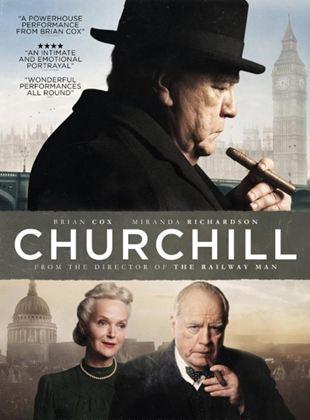 "A POWERHOUSE
PERFORMANCE
FROM BRIAN COX"
★★★★
"AN INTIMATE
AND EMOTIONAL
PORTRAYAL"
"WONDERFUL
PERFORMANCES
ALL ROUND"
BRIAN COX MIRANDA RICHARDSON
CHURCHILL
FROM THE DIRECTOR OF THE RAILWAY MAN